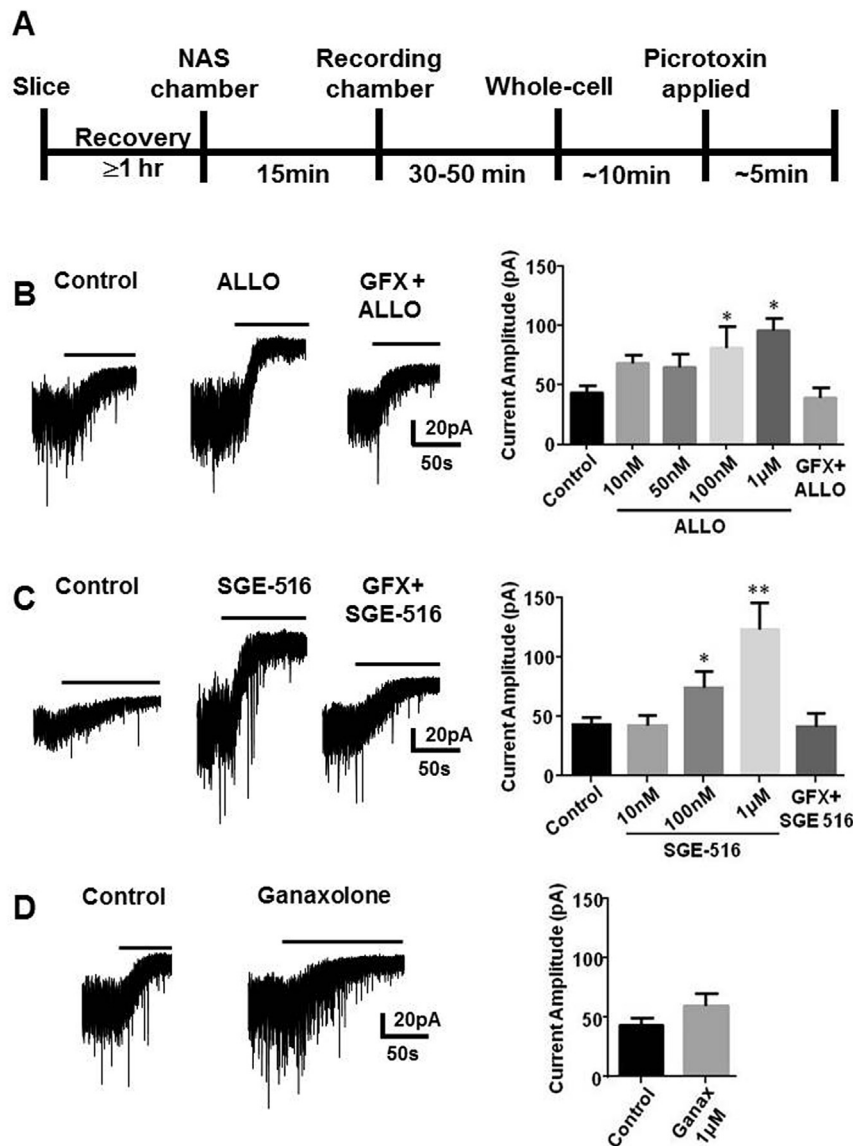 A
Slice
NAS
chamber
Recording
chamber
Whole-cell
Picrotoxin
applied
Recovery
≥1 hr
15min
30-50 min
~10min
~5min
B
Control
ALLO
GFX +
ALLO
20pA
50s
Current Amplitude (pA)
150
100
50
0
*
*
Control
10nM
50nM
100nM
1µM
GFX+
ALLO
ALLO
C
Control
SGE-516
GFX+
SGE-516
20pA
50s
Current Amplitude (pA)
150
100
50
0
*
**
Control
10nM
100nM
1µM
GFX+
SGE 516
SGE-516
D
Control
Ganaxolone
20pA
50s
Current Amplitude (pA)
150
100
50
0
Control
Ganax
1µM